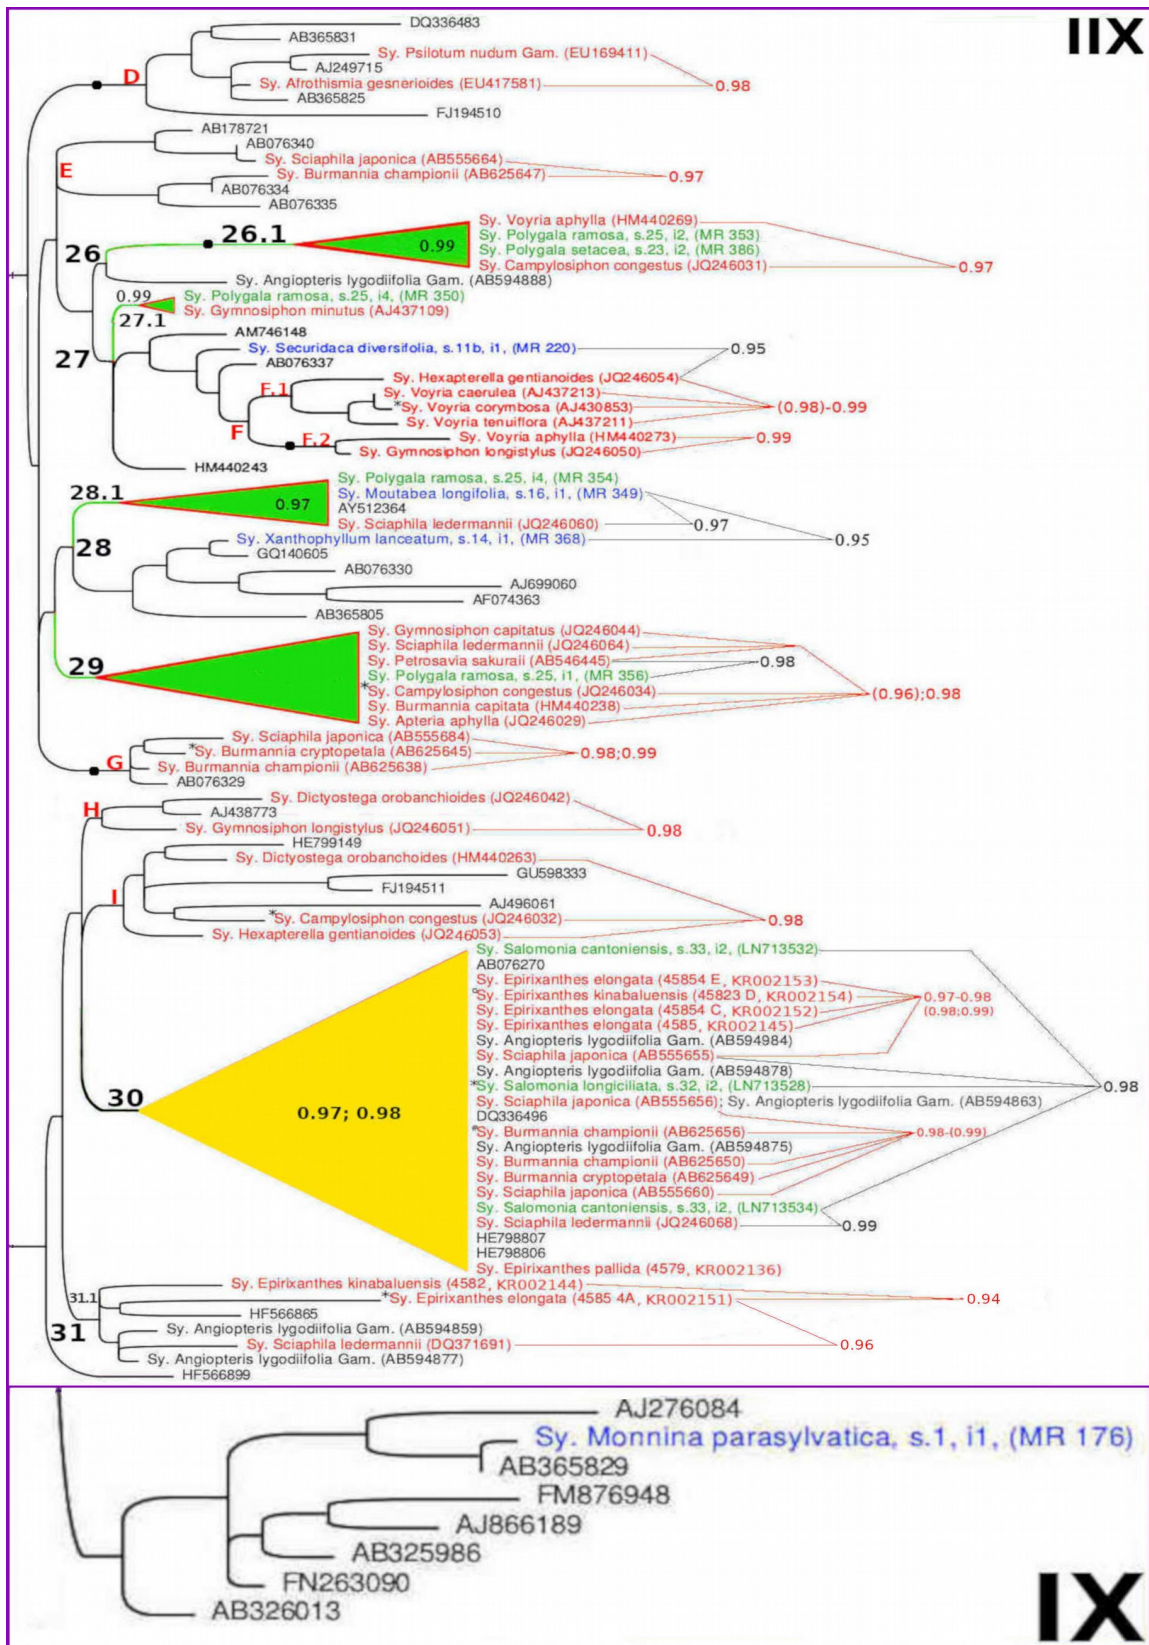 IIX
DQ336483
AB365831
Sy. Psilotum nudum Gam. (EU169411)
AJ249715
D
Sy. Afrothismia gesnerioides (EU417581)
0.98
AB365825
FJ194510
AB178721
AB076340
Sy. Sciaphila japonica (AB555664)
E
Sy. Burmannia championii (AB625647)
0.97
AB076334
AB076335
Sy. Voyria aphylla (HM440269)
26.1
Sy. Polygala ramosa, s.25, i2, (MR 353)
0.99
Sy. Polygala setacea, s.23, i2, (MR 386)
26
Sy. Campylosiphon congestus (JQ246031)
0.97
Sy. Angiopteris lygodiifolia Gam. (AB594888)
0.99
Sy. Polygala ramosa, s.25, i4, (MR 350)
Sy. Gymnosiphon minutus (AJ437109)
27.1
AM746148
Sy. Securidaca diversifolia, s.11b, i1, (MR 220)
0.95
27
AB076337
Sy. Hexapterella gentianoides (JQ246054)
F.1
Sy. Voyria caerulea (AJ437213)
*Sy. Voyria corymbosa (AJ430853)
(0.98)-0.99
Sy. Voyria tenuiflora (AJ437211)
F
F.2
Sy. Voyria aphylla (HM440273)
0.99
Sy. Gymnosiphon longistylus (JQ246050)
HM440243
Sy. Polygala ramosa, s.25, i4, (MR 354)
28.1
Sy. Moutabea longifolia, s.16, i1, (MR 349)
0.97
AY512364
Sy. Sciaphila ledermannii (JQ246060)
0.97
Sy. Xanthophyllum lanceatum, s.14, i1, (MR 368)
0.95
28
GQ140605
AB076330
AJ699060
AF074363
AB365805
Sy. Gymnosiphon capitatus (JQ246044)
Sy. Sciaphila ledermannii (JQ246064)
29
Sy. Petrosavia sakuraii (AB546445)
0.98
Sy. Polygala ramosa, s.25, i1, (MR 356)
*Sy. Campylosiphon congestus (JQ246034)
(0.96);0.98
Sy. Burmannia capitata (HM440238)
Sy. Apteria aphylla (JQ246029)
Sy. Sciaphila japonica (AB555684)
*Sy. Burmannia cryptopetala (AB625645)
0.98;0.99
G
Sy. Burmannia championii (AB625638)
AB076329
Sy. Dictyostega orobanchioides (JQ246042)
H
AJ438773
Sy. Gymnosiphon longistylus (JQ246051)
0.98
HE799149
Sy. Dictyostega orobanchoides (HM440263)
GU598333
FJ194511
I
AJ496061
*Sy. Campylosiphon congestus (JQ246032)
0.98
Sy. Hexapterella gentianoides (JQ246053)
Sy. Salomonia cantoniensis, s.33, i2, (LN713532)
AB076270
Sy. Epirixanthes elongata (45854 E, KR002153)
°Sy. Epirixanthes kinabaluensis (45823 D, KR002154)
0.97-0.98
Sy. Epirixanthes elongata (45854 C, KR002152)
(0.98;0.99)
Sy. Epirixanthes elongata (4585, KR002145)
Sy. Angiopteris lygodiifolia Gam. (AB594984)
Sy. Sciaphila japonica (AB555655)
Sy. Angiopteris lygodiifolia Gam. (AB594878)
*Sy. Salomonia longiciliata, s.32, i2, (LN713528)
0.98
30
Sy. Sciaphila japonica (AB555656); Sy. Angiopteris lygodiifolia Gam. (AB594863)
0.97; 0.98
DQ336496
Sy. Burmannia championii (AB625656)
0.98-(0.99)
Sy. Angiopteris lygodiifolia Gam. (AB594875)
Sy. Burmannia championii (AB625650)
Sy. Burmannia cryptopetala (AB625649)
Sy. Sciaphila japonica (AB555660)
Sy. Salomonia cantoniensis, s.33, i2, (LN713534)
Sy. Sciaphila ledermannii (JQ246068)
0.99
HE798807
HE798806
Sy. Epirixanthes pallida (4579, KR002136)
Sy. Epirixanthes kinabaluensis (4582, KR002144)
31.1
*Sy. Epirixanthes elongata (4585 4A, KR002151)
0.94
HF566865
31
Sy. Angiopteris lygodiifolia Gam. (AB594859)
Sy. Sciaphila ledermannii (DQ371691)
0.96
Sy. Angiopteris lygodiifolia Gam. (AB594877)
HF566899
AJ276084
Sy. Monnina parasylvatica, s.1, i1, (MR 176)
AB365829
FM876948
AJ866189
AB325986
FN263090
AB326013
IX